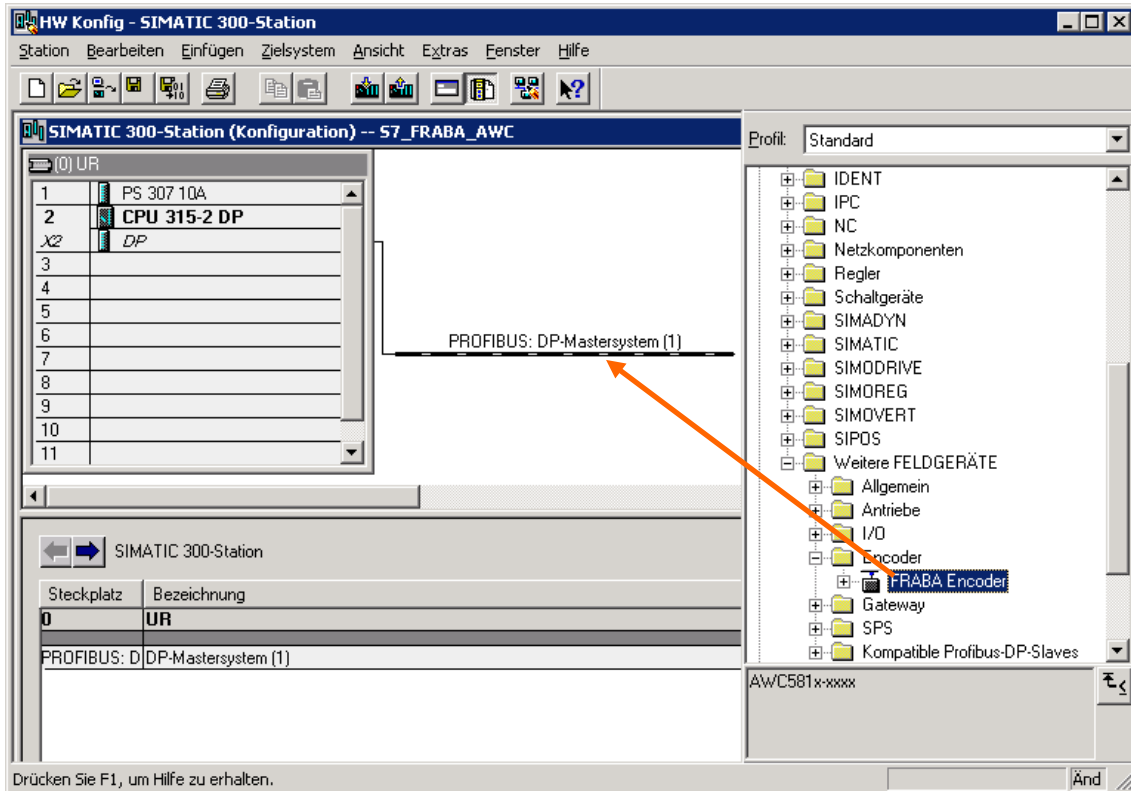 HW Konfig - SIMATIC 300-Station
Station Bearbeiten Einfügen Zielsystem Ansicht Extras Fenster Hilfe
SIMATIC 300-Station (Konfiguration) -- S7_FRABA_AWC
(0) UR
1 PS 307 10A
2 CPU 315-2 DP
X2 DP
3
4
5
6
7
8
9
10
11
PROFIBUS: DP-Mastersystem (1)
Profil: Standard
IDENT
IPC
NC
Netzkomponenten
Regler
Schaltgeräte
SIMADYN
SIMATIC
SIMODRIVE
SIMOREG
SIMOVERT
SIPOS
Weitere FELDGERÄTE
Allgemein
Antriebe
I/O
Encoder
FRABA Encoder
Gateway
SPS
Kompatible Profibus-DP-Slaves
AWC581x-xxxx
SIMATIC 300-Station
Steckplatz Bezeichnung
0 UR
PROFIBUS: D DP-Mastersystem (1)
Drücken Sie F1, um Hilfe zu erhalten.
Änd